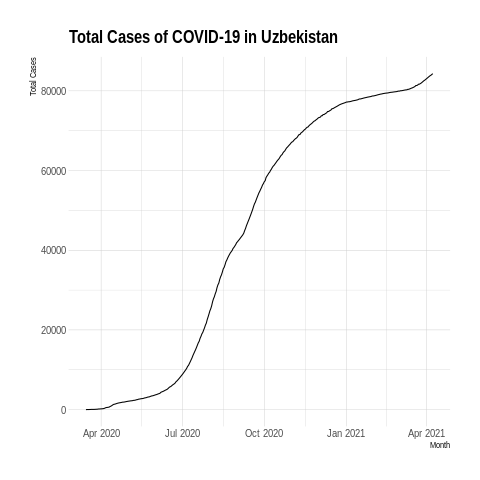 Total Cases of COVID-19 in Uzbekistan
Total Cases
80000
60000
40000
20000
0
Apr 2020 Jul 2020 Oct 2020 Jan 2021 Apr 2021
Month